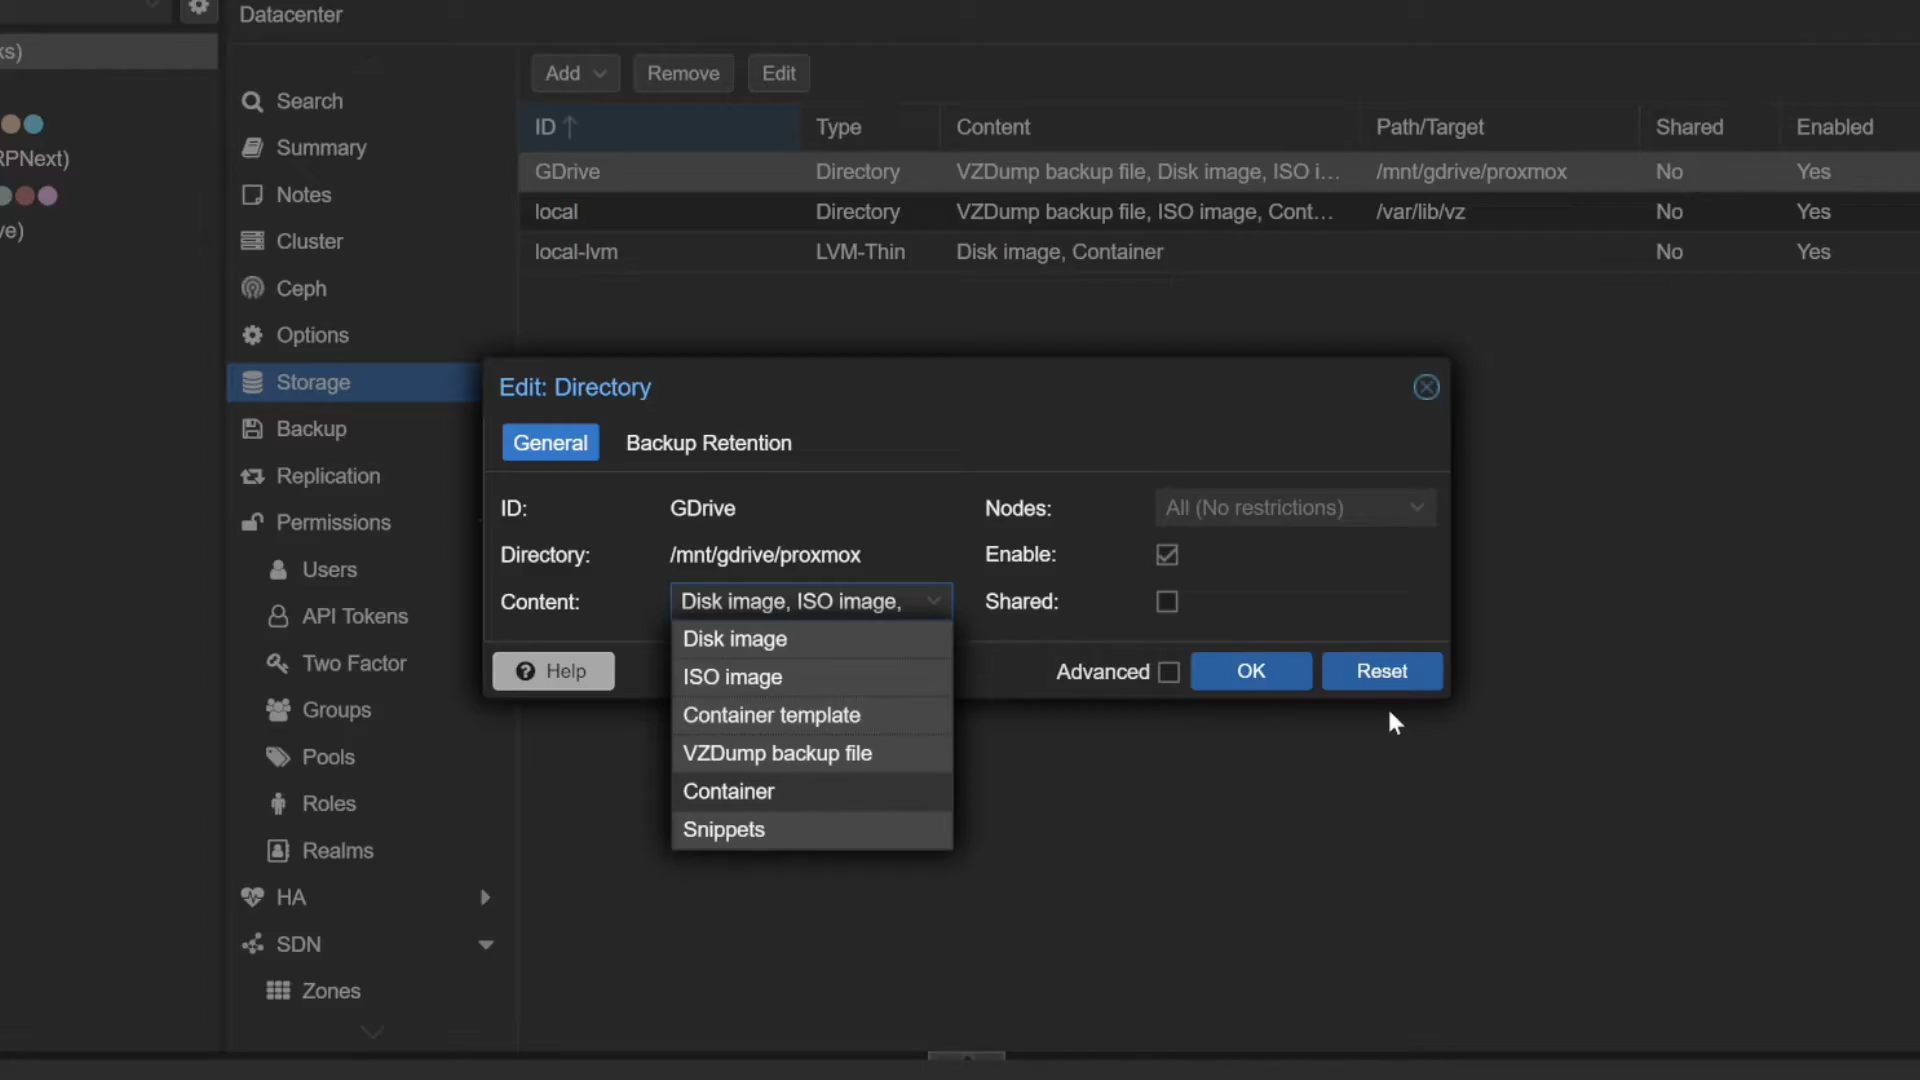 Datacenter
ks)
RPNext)
ve)
Search
Summary
Notes
Cluster
Ceph
Options
Storage
Backup
Replication
Permissions
Users
API Tokens
Two Factor
Groups
Pools
Roles
Realms
HA
SDN
Zones
Add Remove Edit
ID Type Content Path/Target Shared Enabled
GDrive Directory VZDump backup file, Disk image, ISO i... /mnt/gdrive/proxmox No Yes
local Directory VZDump backup file, ISO image, Cont... /var/lib/vz No Yes
local-lvm LVM-Thin Disk image, Container No Yes
Edit: Directory
General Backup Retention
ID: GDrive Nodes: All (No restrictions)
Directory: /mnt/gdrive/proxmox Enable:
Content: Disk image, ISO image, Shared:
Disk image
ISO image
Container template
VZDump backup file
Container
Snippets
Help Advanced OK Reset